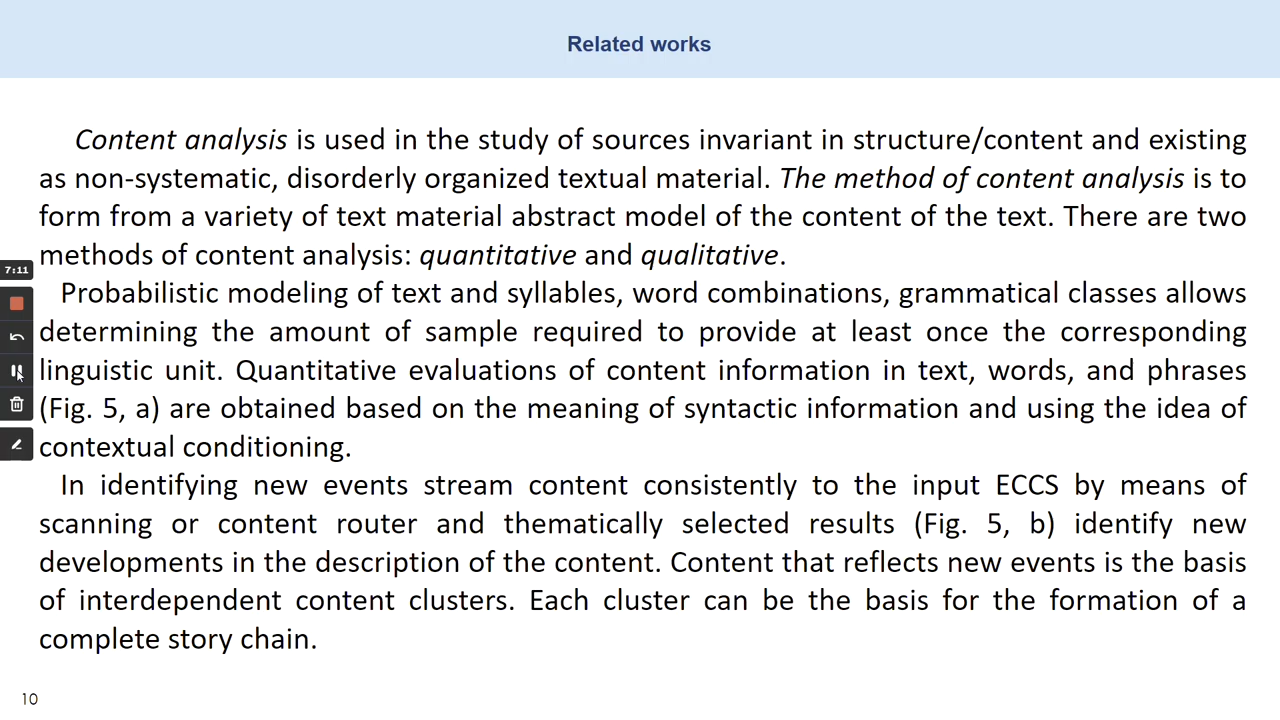 Related works
Content analysis is used in the study of sources invariant in structure/content and existing
as non-systematic, disorderly organized textual material. The method of content analysis is to
form from a variety of text material abstract model of the content of the text. There are two
methods of content analysis: quantitative and qualitative.
7:11
Probabilistic modeling of text and syllables, word combinations, grammatical classes allows
determining the amount of sample required to provide at least once the corresponding
linguistic unit. Quantitative evaluations of content information in text, words, and phrases
(Fig. 5, a) are obtained based on the meaning of syntactic information and using the idea of
contextual conditioning.
In identifying new events stream content consistently to the input ECCS by means of
scanning or content router and thematically selected results (Fig. 5, b) identify new
developments in the description of the content. Content that reflects new events is the basis
of interdependent content clusters. Each cluster can be the basis for the formation of a
complete story chain.
10